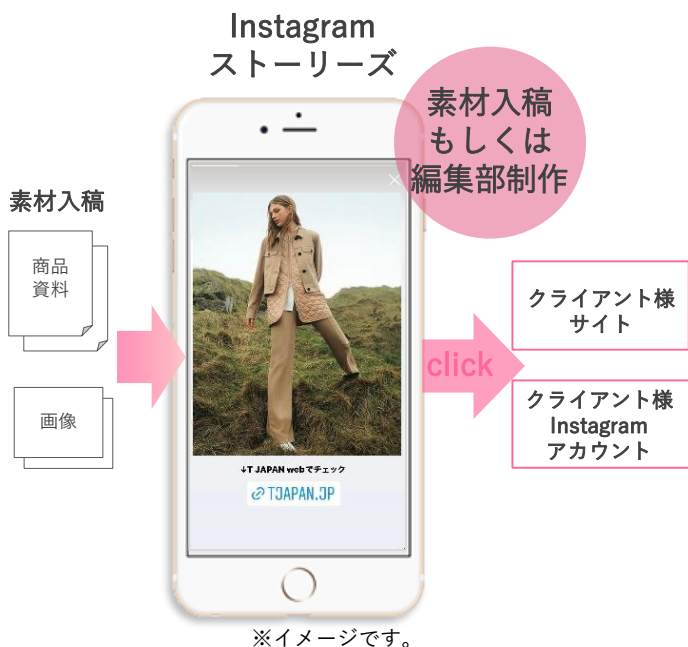 Instagram
ストーリーズ
素材入稿
もしくは
編集部制作
素材入稿
商品
資料
画像
↓T JAPAN webでチェック
TJAPAN.JP
click
クライアント様
サイト
クライアント様
Instagram
アカウント
※イメージです。